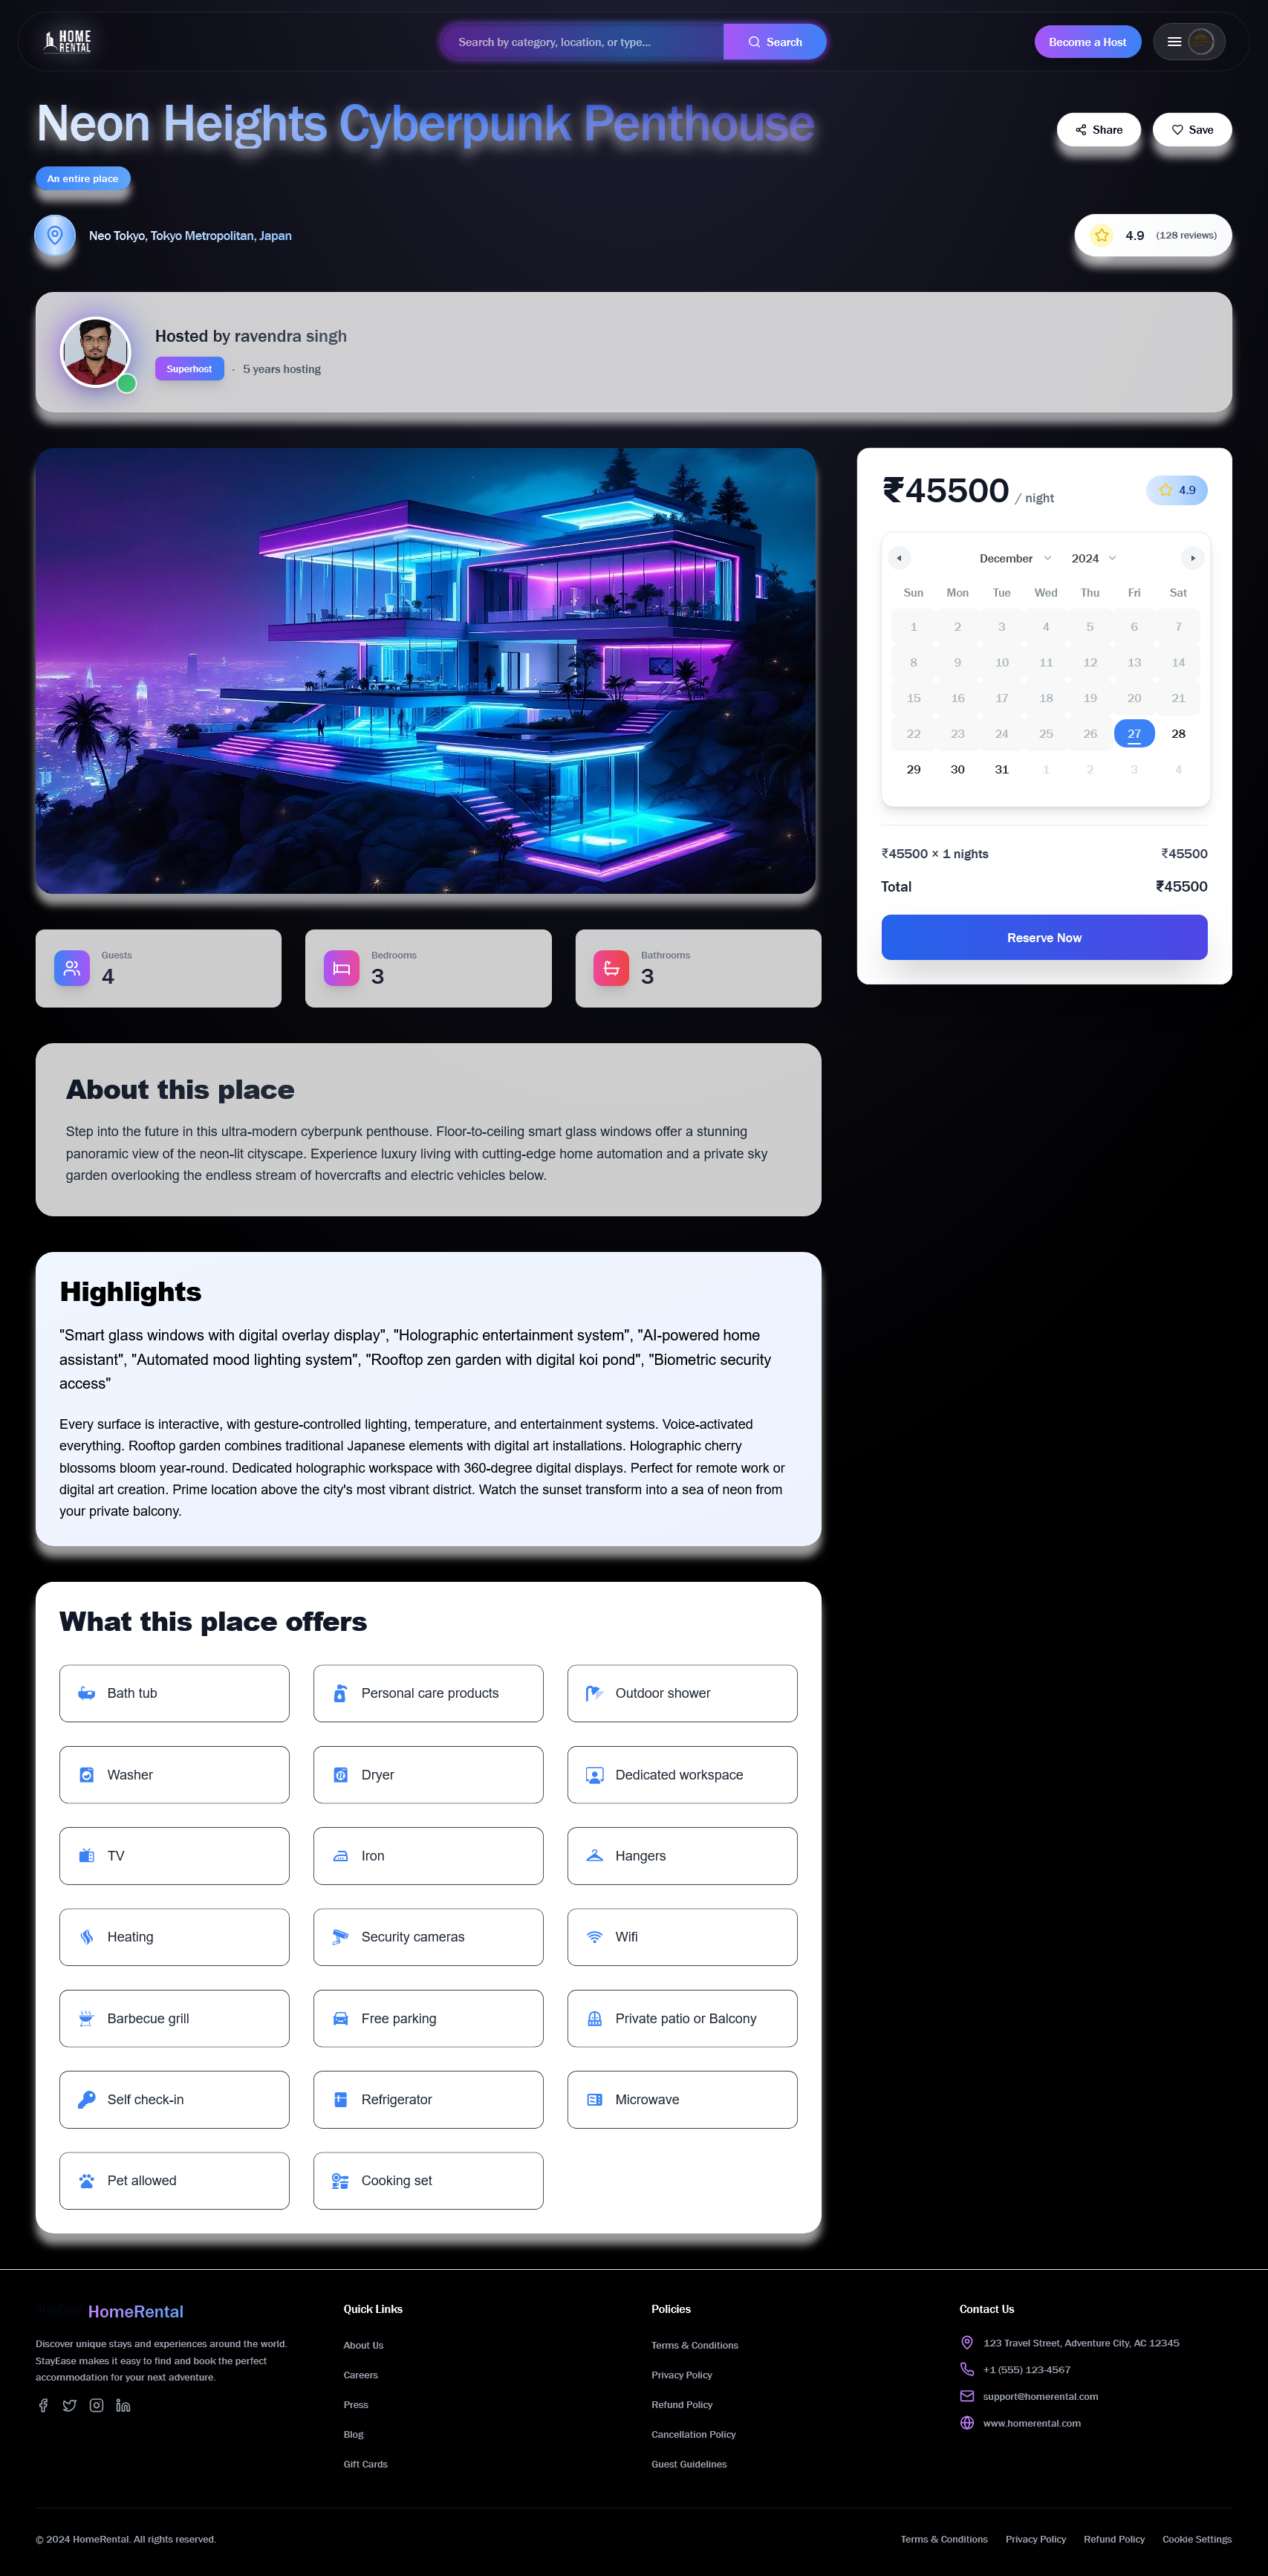 HOME
RENTAL
Search by category, location, or type...
Search
Become a Host
Neon Heights Cyberpunk Penthouse
Share
Save
An entire place
Neo Tokyo, Tokyo Metropolitan, Japan
4.9 (128 reviews)
Hosted by ravendra singh
Superhost · 5 years hosting
₹45500 / night
4.9
December 2024
Sun Mon Tue Wed Thu Fri Sat
1 2 3 4 5 6 7
8 9 10 11 12 13 14
15 16 17 18 19 20 21
22 23 24 25 26 27 28
29 30 31 1 2 3 4
₹45500 × 1 nights ₹45500
Total ₹45500
Reserve Now
Guests
4
Bedrooms
3
Bathrooms
3
About this place
Step into the future in this ultra-modern cyberpunk penthouse. Floor-to-ceiling smart glass windows offer a stunning
panoramic view of the neon-lit cityscape. Experience luxury living with cutting-edge home automation and a private sky
garden overlooking the endless stream of hovercrafts and electric vehicles below.
Highlights
"Smart glass windows with digital overlay display", "Holographic entertainment system", "AI-powered home
assistant", "Automated mood lighting system", "Rooftop zen garden with digital koi pond", "Biometric security
access"
Every surface is interactive, with gesture-controlled lighting, temperature, and entertainment systems. Voice-activated
everything. Rooftop garden combines traditional Japanese elements with digital art installations. Holographic cherry
blossoms bloom year-round. Dedicated holographic workspace with 360-degree digital displays. Perfect for remote work or
digital art creation. Prime location above the city's most vibrant district. Watch the sunset transform into a sea of neon from
your private balcony.
What this place offers
Bath tub
Personal care products
Outdoor shower
Washer
Dryer
Dedicated workspace
TV
Iron
Hangers
Heating
Security cameras
Wifi
Barbecue grill
Free parking
Private patio or Balcony
Self check-in
Refrigerator
Microwave
Pet allowed
Cooking set
HomeRental
Discover unique stays and experiences around the world.
StayEase makes it easy to find and book the perfect
accommodation for your next adventure.
Quick Links
About Us
Careers
Press
Blog
Gift Cards
Policies
Terms & Conditions
Privacy Policy
Refund Policy
Cancellation Policy
Guest Guidelines
Contact Us
123 Travel Street, Adventure City, AC 12345
+1 (555) 123-4567
support@homerental.com
www.homerental.com
© 2024 HomeRental. All rights reserved.
Terms & Conditions Privacy Policy Refund Policy Cookie Settings